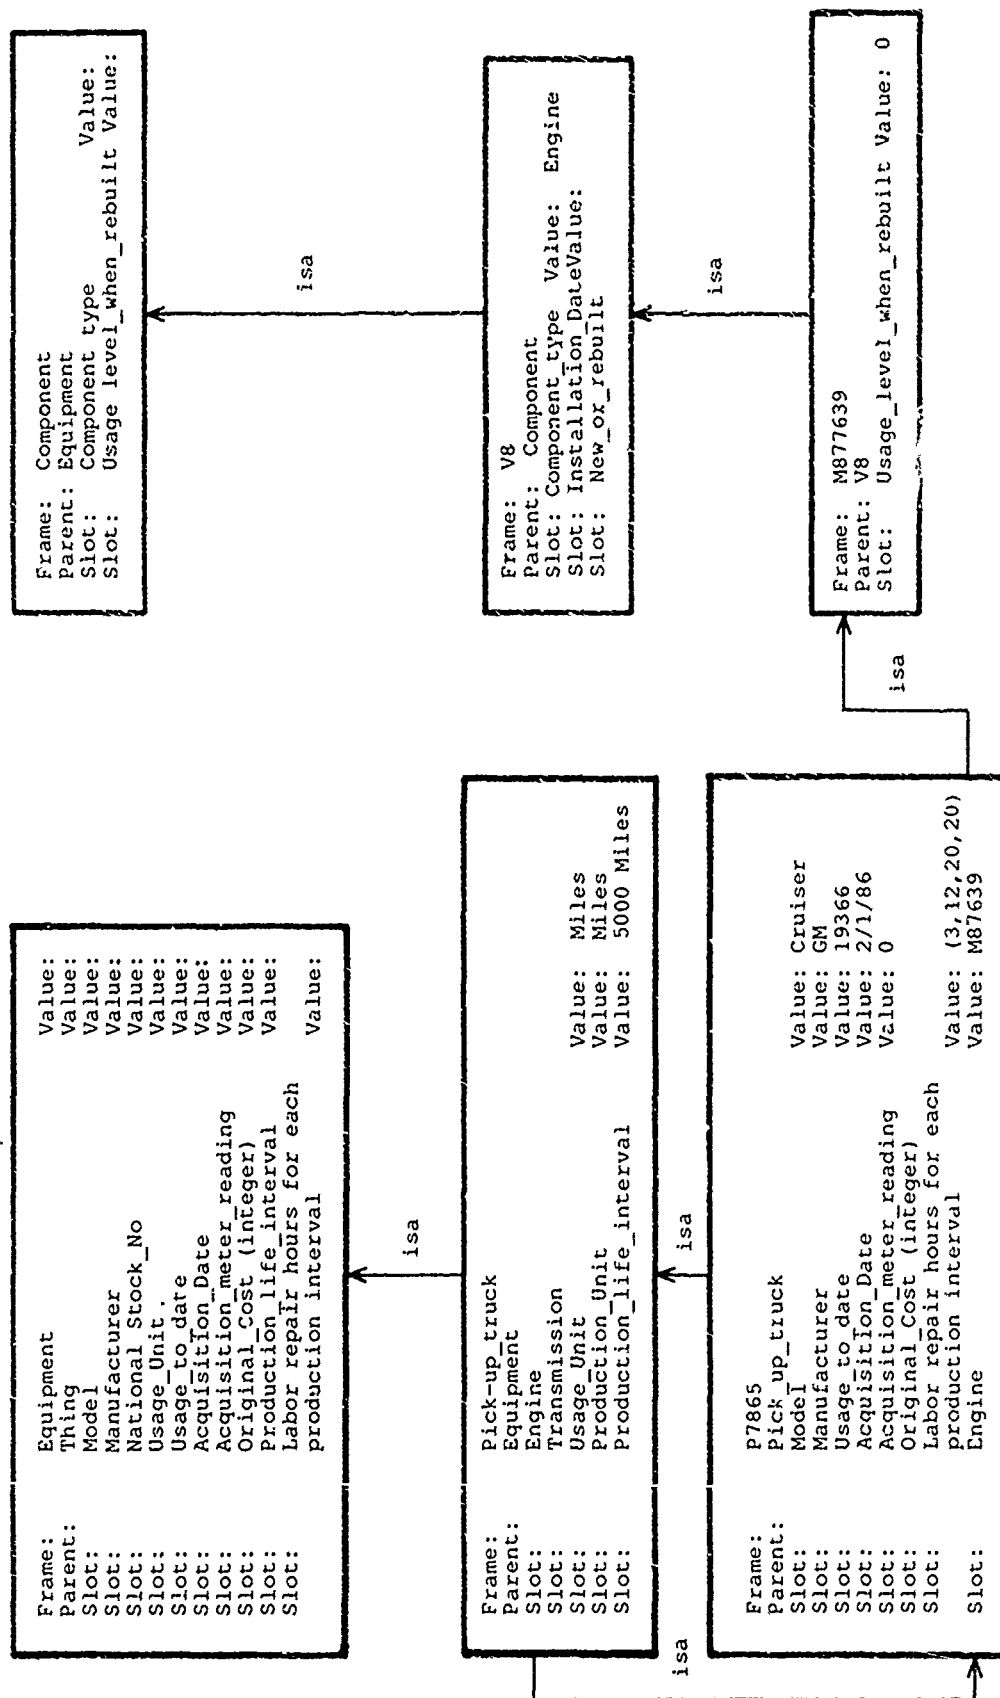 Frame: Equipment Value:
Parent: Thing Value:
Slot: Model Value:
Slot: Manufacturer Value:
Slot: National Stock_No Value:
Slot: Usage_Unit . Value:
Slot: Usage_to_date Value:
Slot: Acquisition_Date Value:
Slot: Acquisition_meter_reading Value:
Slot: Original_Cost (integer) Value:
Slot: Production_life_interval Value:
Slot: Labor repair hours for each
production interval Value:
isa
Frame: Pick-up_truck
Parent: Equipment
Slot: Engine
Slot: Transmission
Slot: Usage_Unit Value: Miles
Slot: Production_Unit Value: Miles
Slot: Production_life_interval Value: 5000 Miles
isa
isa
Frame: P7865
Parent: Pick_up_truck
Slot: Model Value: Cruiser
Slot: Manufacturer Value: GM
Slot: Usage_to_date Value: 19366
Slot: Acquisition_Date Value: 2/1/86
Slot: Acquisition_meter_reading Value: 0
Slot: Original_Cost (integer)
Slot: Labor repair hours for each
production interval Value: (3,12,20,20)
Slot: Engine Value: M87639
Frame: Component
Parent: Equipment
Slot: Component type Value:
Slot: Usage level_when_rebuilt Value:
isa
Frame: V8
Parent: Component
Slot: Component_type Value: Engine
Slot: Installation_DateValue:
Slot: New_or_rebuilt
isa
Frame: M877639
Parent: V8
Slot: Usage_level_when_rebuilt Value: 0
isa